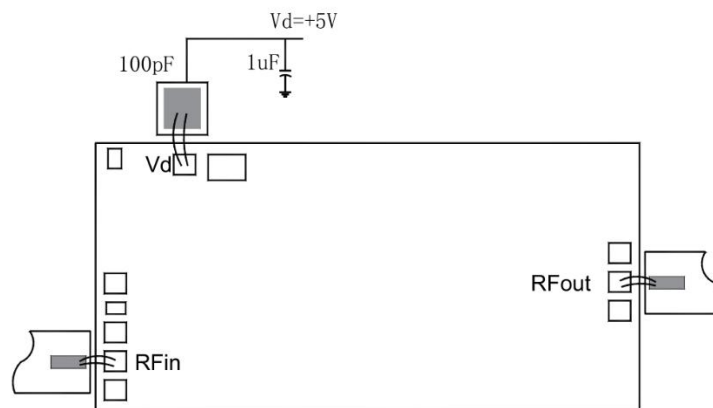 Vd=+5V
100pF
1uF
Vd
RFout
RFin